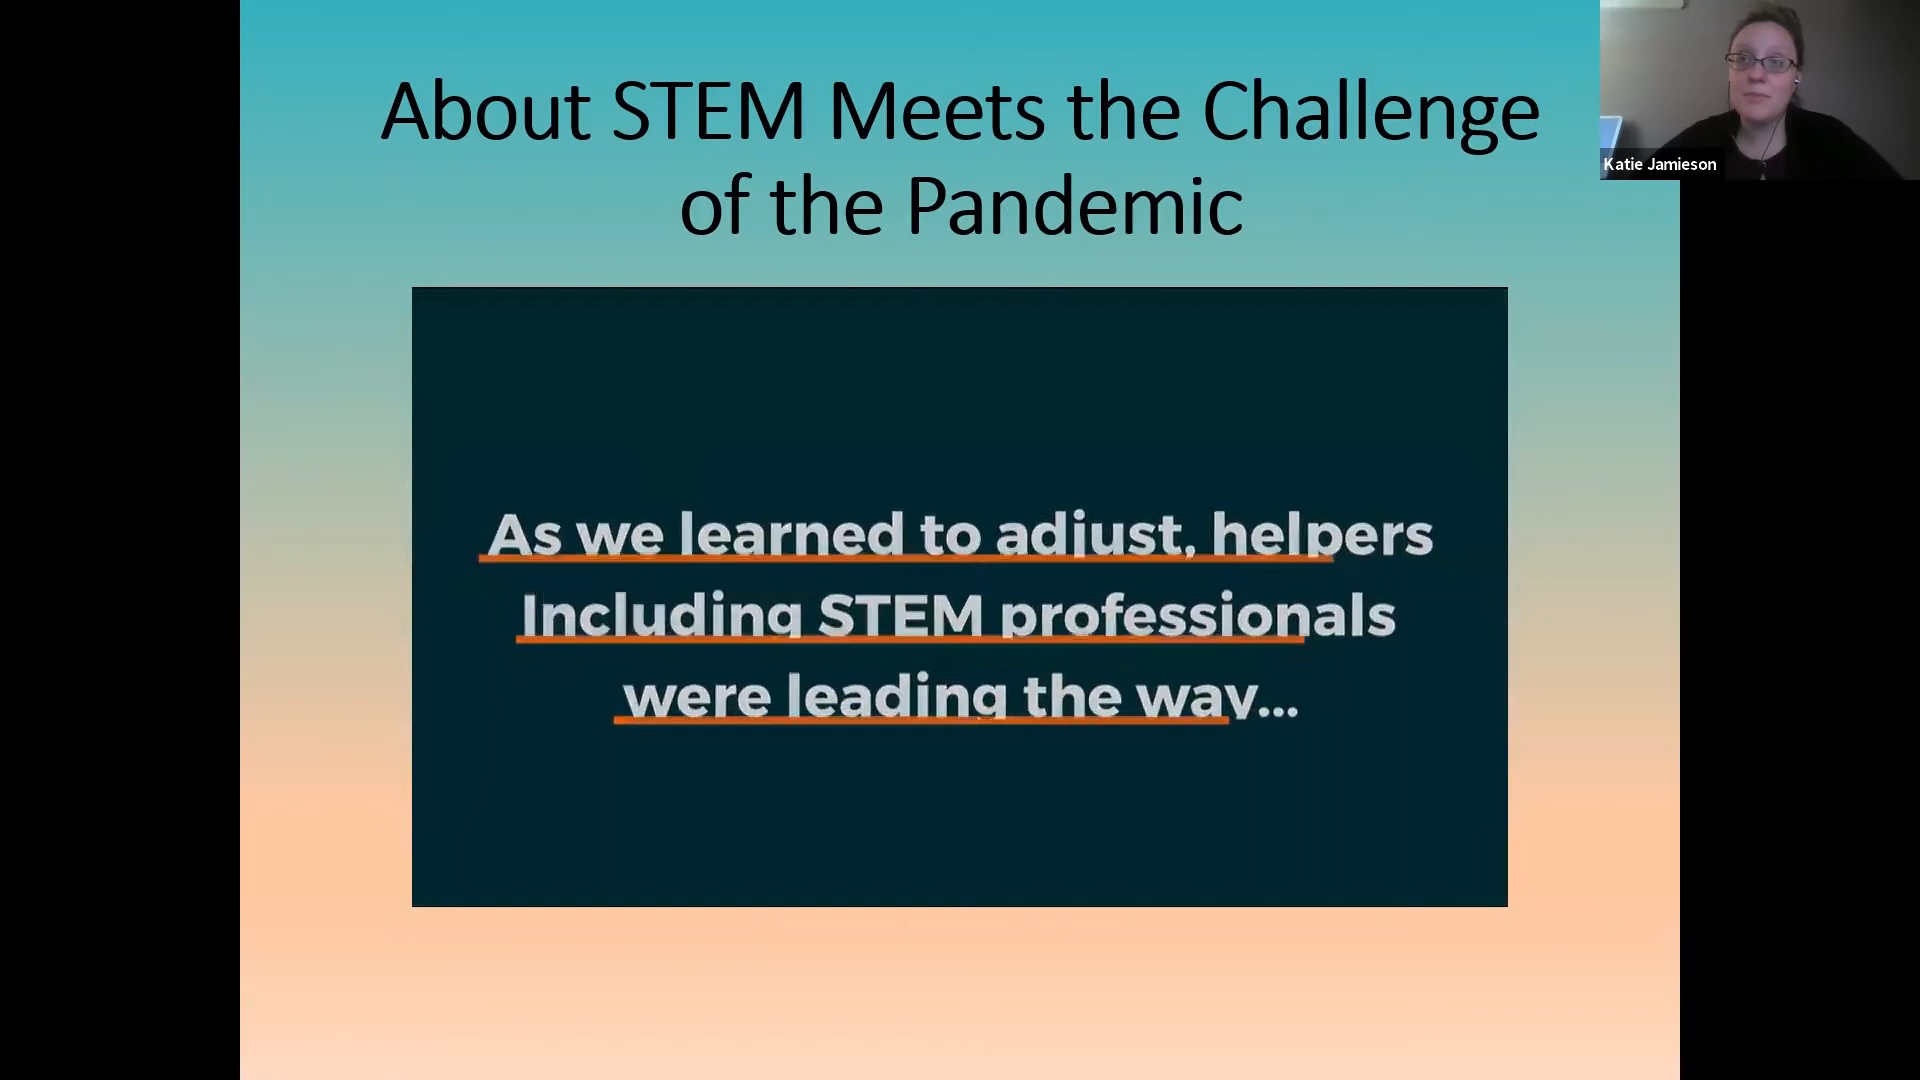 About STEM Meets the Challenge
of the Pandemic
Katie Jamieson
As we learned to adjust, helpers
Including STEM professionals
were leading the way...